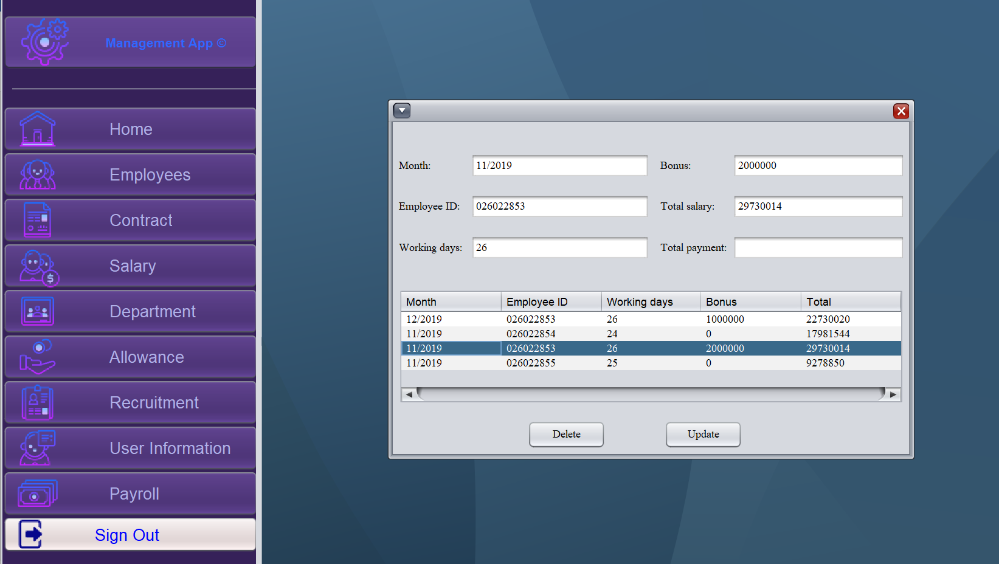 Management App ©
Home
Employees
Contract
Salary
$
Department
Allowance
Recruitment
User Information
Payroll
Sign Out
Month: 11/2019 Bonus: 2000000
Employee ID: 026022853 Total salary: 29730014
Working days: 26 Total payment:
Month Employee ID Working days Bonus Total
12/2019 026022853 26 1000000 22730020
11/2019 026022854 24 0 17981544
11/2019 026022853 26 2000000 29730014
11/2019 026022855 25 0 9278850
Delete Update